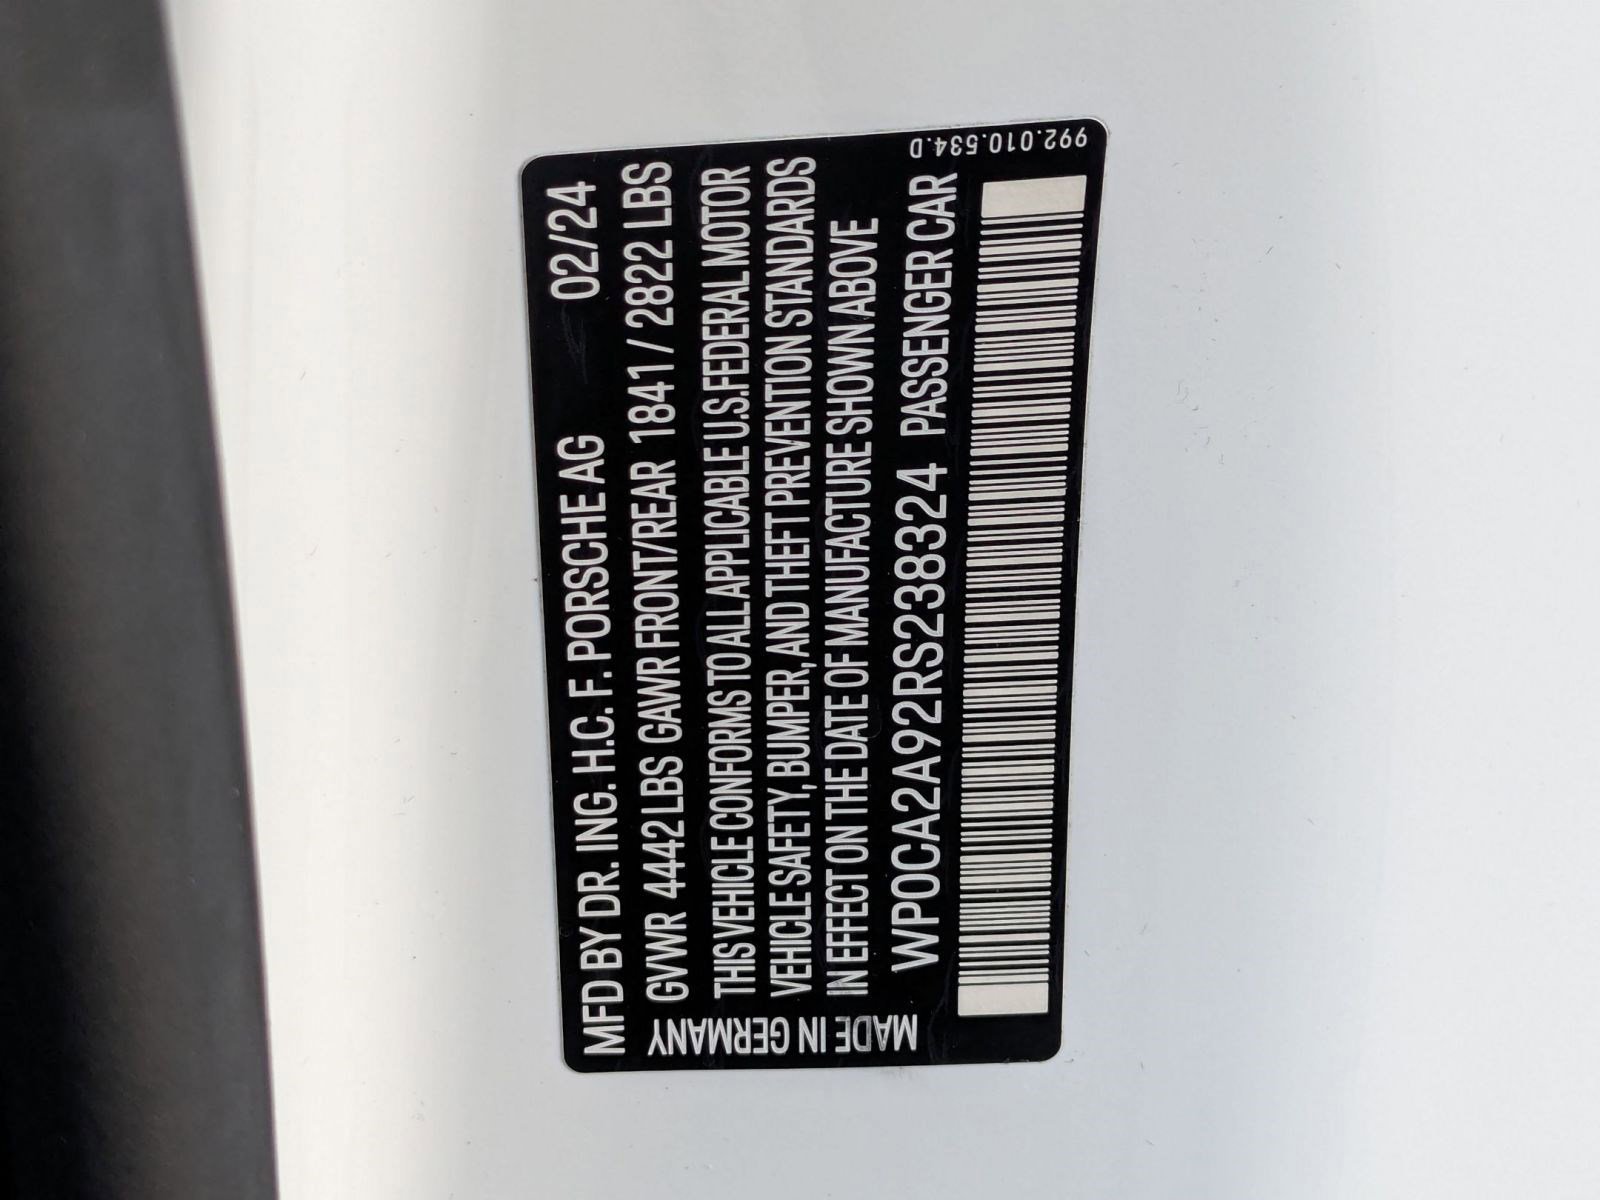 MFD BY DR. ING. H.C. F. PORSCHE AG 02/24
GVWR 4442 LBS GAWR FRONT/REAR 1841 / 2822 LBS
THIS VEHICLE CONFORMS TO ALL APPLICABLE U.S. FEDERAL MOTOR
VEHICLE SAFETY, BUMPER, AND THEFT PREVENTION STANDARDS
IN EFFECT ON THE DATE OF MANUFACTURE SHOWN ABOVE
WP0CA2A92RS238324 PASSENGER CAR
MADE IN GERMANY
992.010.534.D